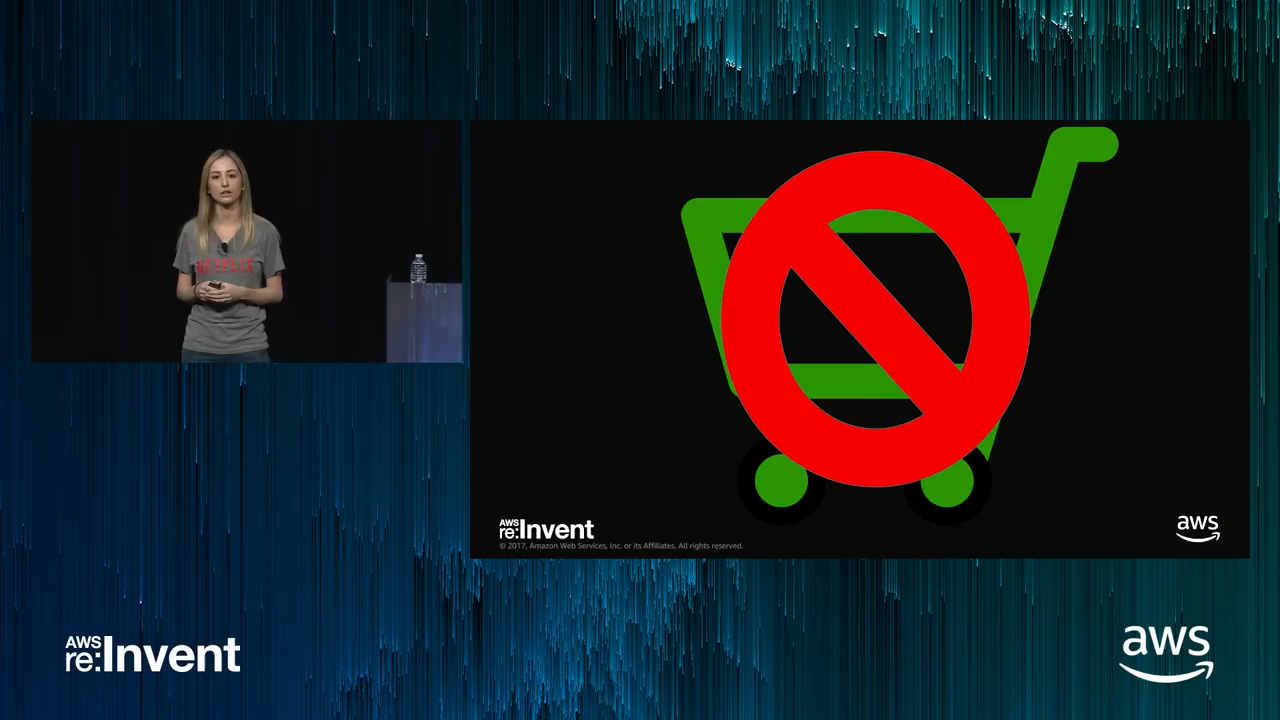 NETFLIX
AWS
re:Invent
© 2017, Amazon Web Services, Inc. or its Affiliates. All rights reserved.
aws
AWS
re:Invent
aws